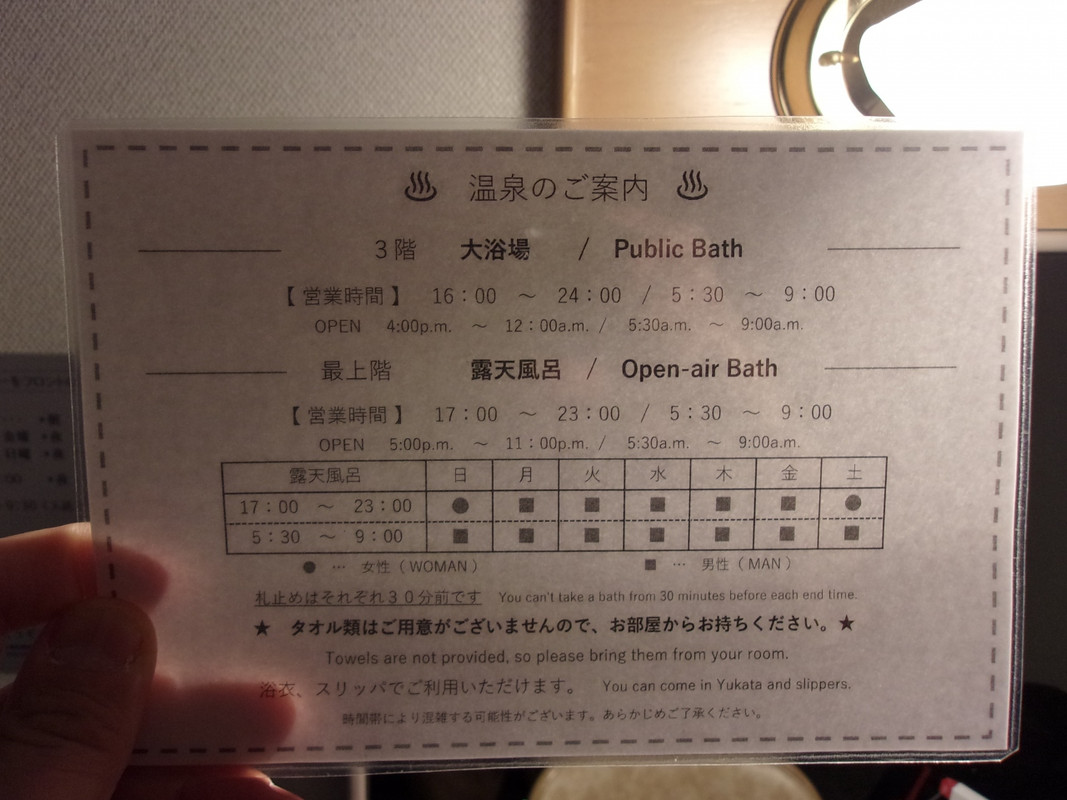 ♨ 温泉のご案内 ♨
3階 大浴場 / Public Bath
【営業時間】 16:00 ～ 24:00 / 5:30 ～ 9:00
OPEN 4:00p.m. ～ 12:00a.m. / 5:30a.m. ～ 9:00a.m.
最上階 露天風呂 / Open-air Bath
【営業時間】 17:00 ～ 23:00 / 5:30 ～ 9:00
OPEN 5:00p.m. ～ 11:00p.m. / 5:30a.m. ～ 9:00a.m.
露天風呂 日 月 火 水 木 金 土
17:00 ～ 23:00 ● ■ ■ ■ ■ ■ ●
5:30 ～ 9:00 ■ ■ ■ ■ ■ ■ ■
● … 女性（WOMAN） ■ … 男性（MAN）
札止めはそれぞれ３０分前です You can't take a bath from 30 minutes before each end time.
★ タオル類はご用意がございませんので、お部屋からお持ちください。★
Towels are not provided, so please bring them from your room.
浴衣、スリッパでご利用いただけます。 You can come in Yukata and slippers.
時間帯により混雑する可能性がございます。あらかじめご了承ください。